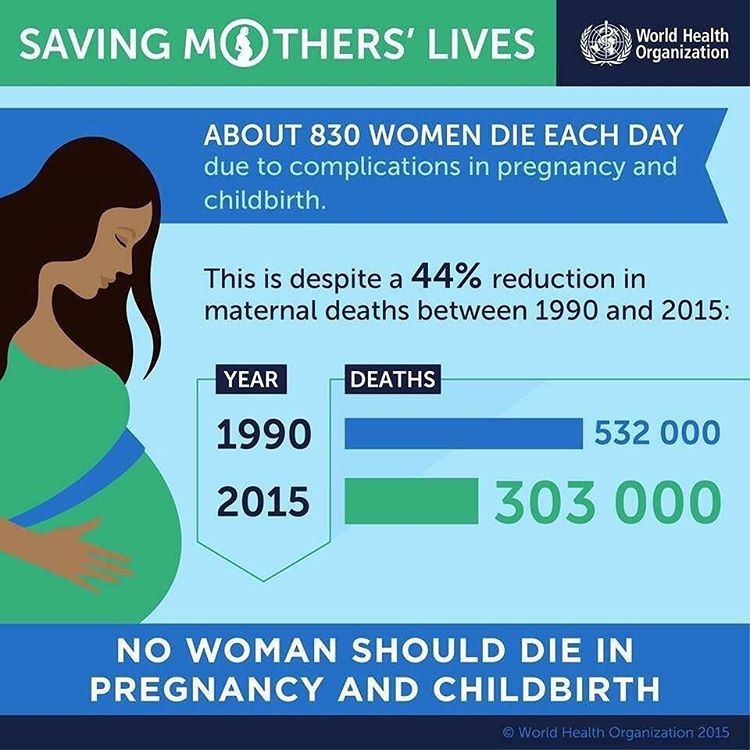 SAVING MOTHERS' LIVES
World Health
Organization
ABOUT 830 WOMEN DIE EACH DAY
due to complications in pregnancy and
childbirth.
This is despite a 44% reduction in
maternal deaths between 1990 and 2015:
YEAR DEATHS
1990 532 000
2015 303 000
NO WOMAN SHOULD DIE IN
PREGNANCY AND CHILDBIRTH
© World Health Organization 2015